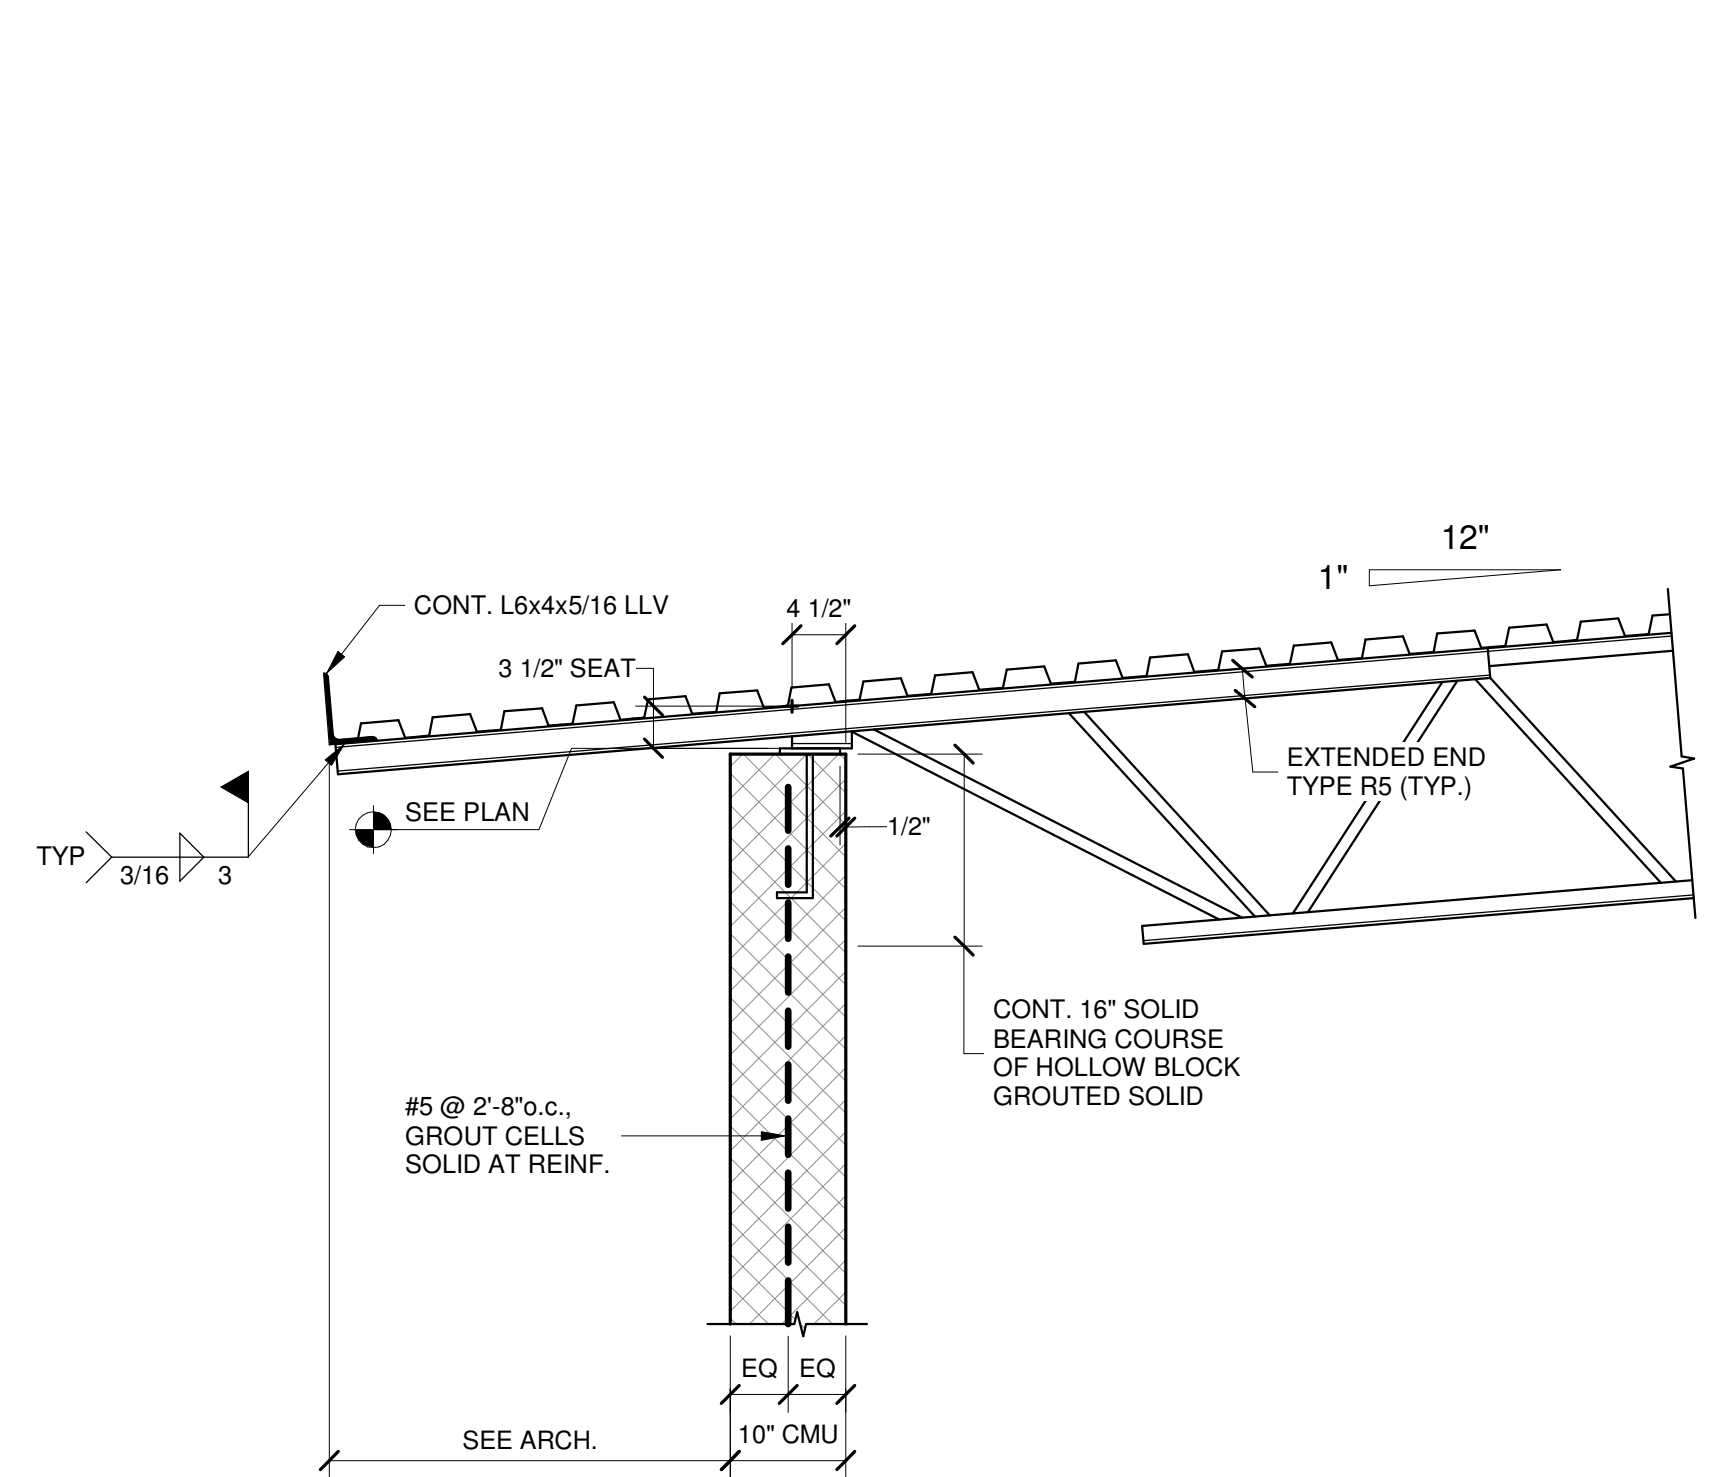 12"
1"
CONT. L6x4x5/16 LLV
4 1/2"
3 1/2" SEAT
EXTENDED END
TYPE R5 (TYP.)
SEE PLAN
1/2"
TYP
3/16
3
CONT. 16" SOLID
BEARING COURSE
OF HOLLOW BLOCK
GROUTED SOLID
#5 @ 2'-8"o.c.,
GROUT CELLS
SOLID AT REINF.
EQ EQ
10" CMU
SEE ARCH.